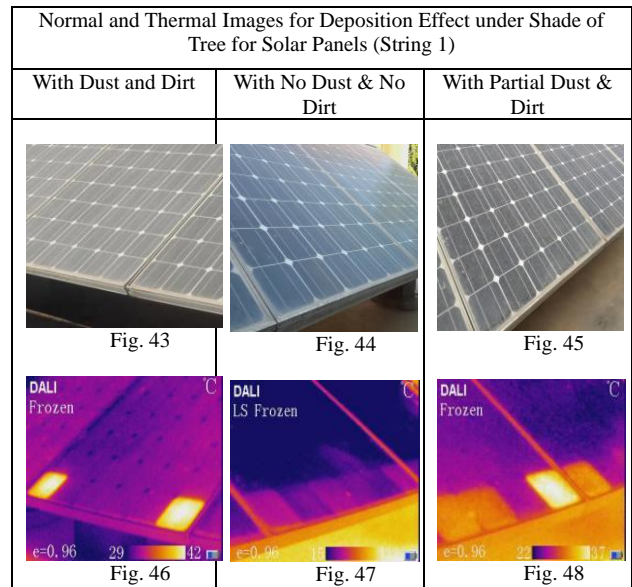 Normal and Thermal Images for Deposition Effect under Shade of
Tree for Solar Panels (String 1)
With Dust and Dirt
With No Dust & No
Dirt
With Partial Dust &
Dirt
Fig. 43
Fig. 44
Fig. 45
DALI °C
Frozen
e=0.96 29 42
DALI °C
LS Frozen
e=0.96
DALI °C
Frozen
e=0.96 22 37
Fig. 46
Fig. 47
Fig. 48